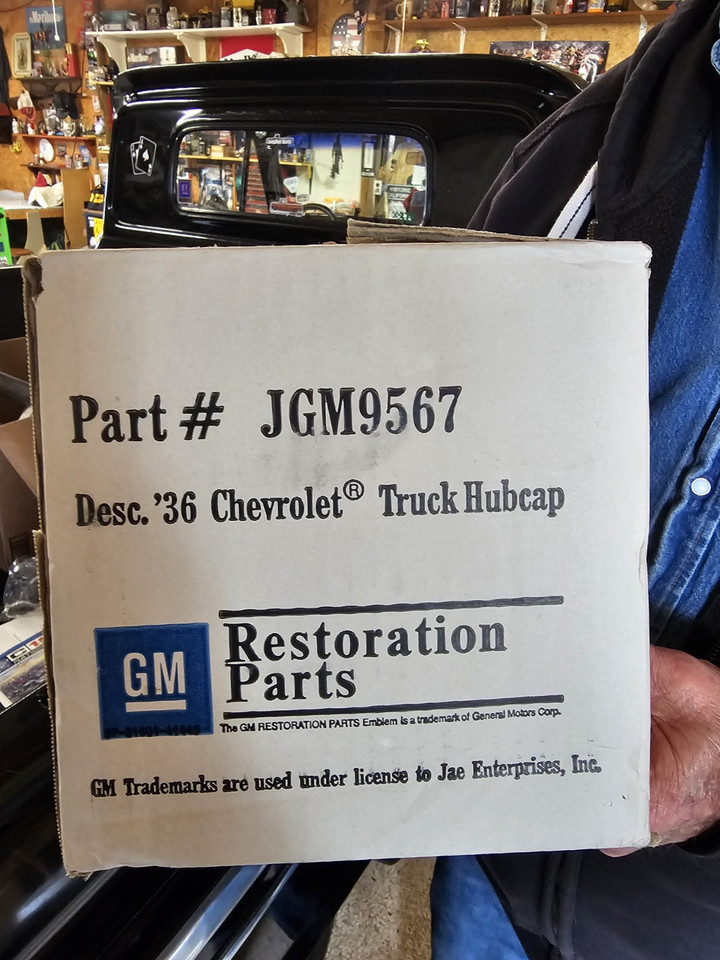 Part # JGM9567
Desc. '36 Chevrolet® Truck Hubcap
GM
Restoration
Parts
The GM RESTORATION PARTS Emblem is a trademark of General Motors Corp.
GM Trademarks are used under license to Jae Enterprises, Inc.